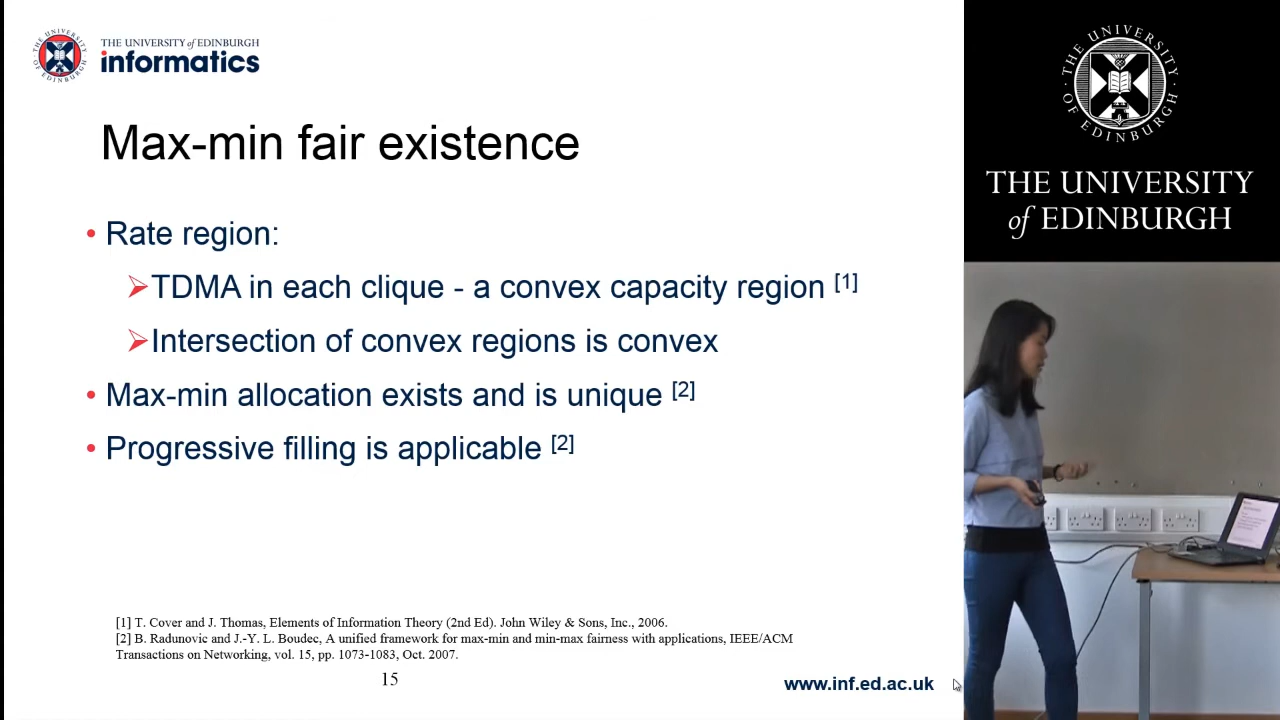 THE UNIVERSITY of EDINBURGH
informatics
Max-min fair existence
• Rate region:
➢TDMA in each clique - a convex capacity region [1]
➢Intersection of convex regions is convex
• Max-min allocation exists and is unique [2]
• Progressive filling is applicable [2]
[1] T. Cover and J. Thomas, Elements of Information Theory (2nd Ed). John Wiley & Sons, Inc., 2006.
[2] B. Radunovic and J.-Y. L. Boudec, A unified framework for max-min and min-max fairness with applications, IEEE/ACM
Transactions on Networking, vol. 15, pp. 1073-1083, Oct. 2007.
15
www.inf.ed.ac.uk
THE UNIVERSITY OF EDINBURGH
THE UNIVERSITY
of EDINBURGH